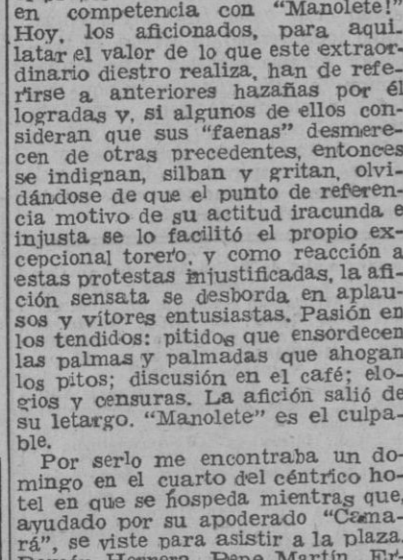 en competencia con "Manolete!"
Hoy, los aficionados, para aqui-
latar el valor de lo que este extraor-
dinario diestro realiza, han de refe-
rirse a anteriores hazañas por él
logradas y, si algunos de ellos con-
sideran que sus "faenas" desmere-
cen de otras precedentes, entonces
se indignan, silban y gritan, olvi-
dándose de que el punto de referen-
cia motivo de su actitud iracunda e
injusta se lo facilitó el propio ex-
cepcional torero, y como reacción a
estas protestas injustificadas, la afi-
ción sensata se desborda en aplau-
sos y vítores entusiastas. Pasión en
los tendidos: pitidos que ensordecen
las palmas y palmadas que ahogan
los pitos; discusión en el café; elo-
gios y censuras. La afición salió de
su letargo. "Manolete" es el culpa-
ble.
Por serlo me encontraba un do-
mingo en el cuarto del céntrico ho-
tel en que se hospeda mientras que,
ayudado por su apoderado "Cama-
rá", se viste para asistir a la plaza.